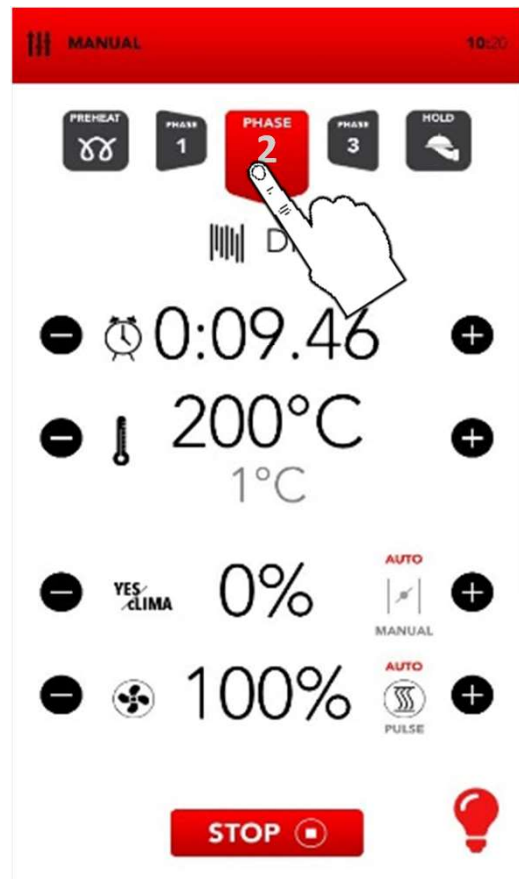 MANUAL 10:20
PREHEAT PHASE 1 PHASE 2 PHASE 3 HOLD
0:09.46
200°C
1°C
YES/CLIMA 0% AUTO MANUAL
100% AUTO PULSE
STOP